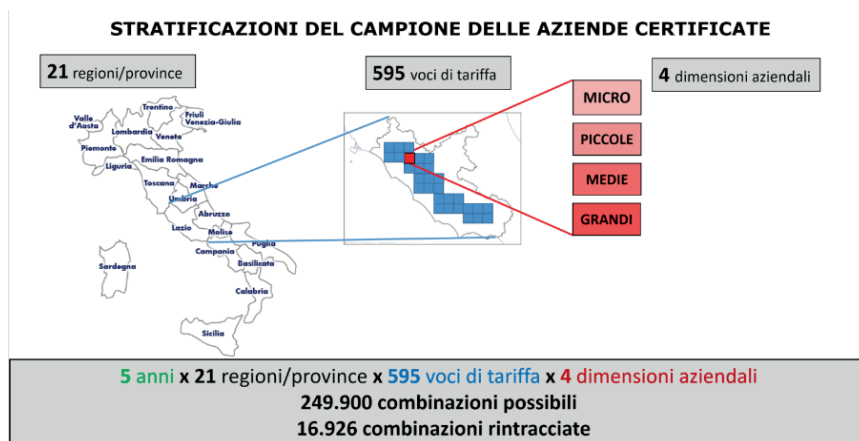 STRATIFICAZIONI DEL CAMPIONE DELLE AZIENDE CERTIFICATE
21 regioni/province
595 voci di tariffa
4 dimensioni aziendali
Trentino
Valle d'Aosta
Friuli Venezia-Giulia
Lombardia
Veneto
Piemonte
Emilia Romagna
Liguria
Toscana
Marche
Umbria
Abruzzo
Lazio
Molise
Puglia
Campania
Basilicata
Sardegna
Calabria
Sicilia
MICRO
PICCOLE
MEDIE
GRANDI
5 anni x 21 regioni/province x 595 voci di tariffa x 4 dimensioni aziendali
249.900 combinazioni possibili
16.926 combinazioni rintracciate